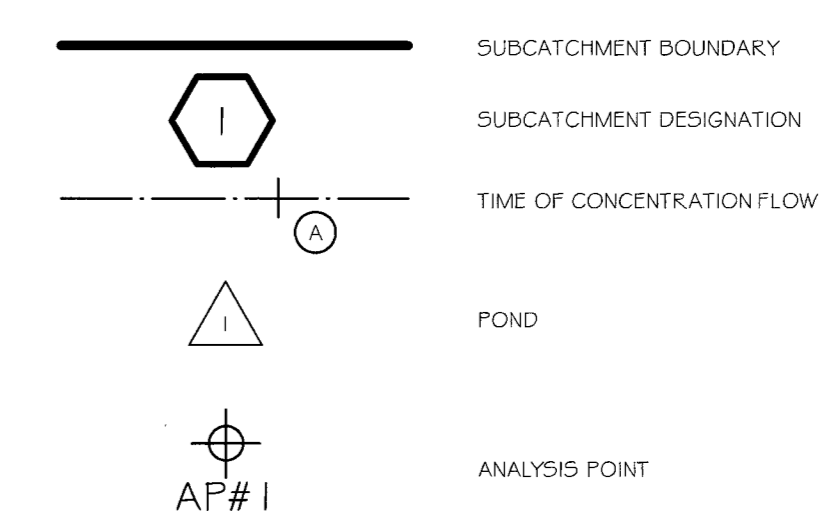 SUBCATCHMENT BOUNDARY
1
SUBCATCHMENT DESIGNATION
TIME OF CONCENTRATION FLOW
A
1
POND
ANALYSIS POINT
AP# 1